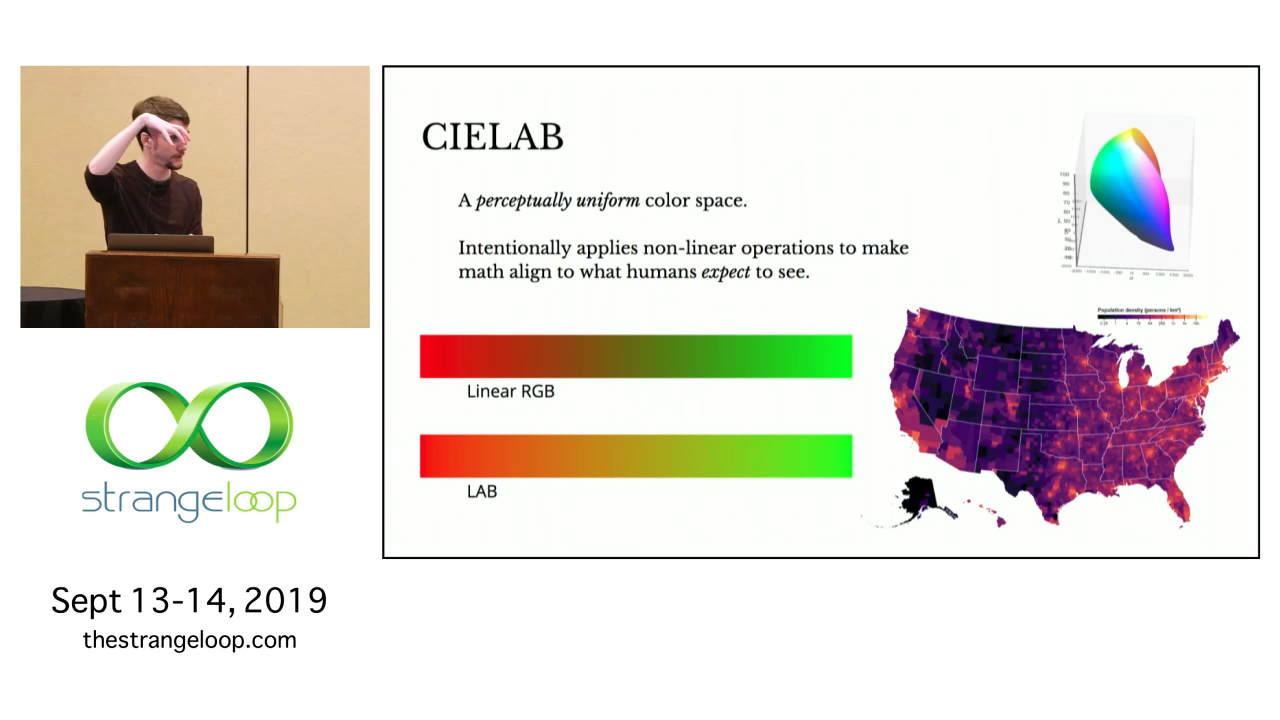 CIELAB
A perceptually uniform color space.
Intentionally applies non-linear operations to make
math align to what humans expect to see.
Linear RGB
LAB
Population density (persons / km²)
strangeloop
Sept 13-14, 2019
thestrangeloop.com